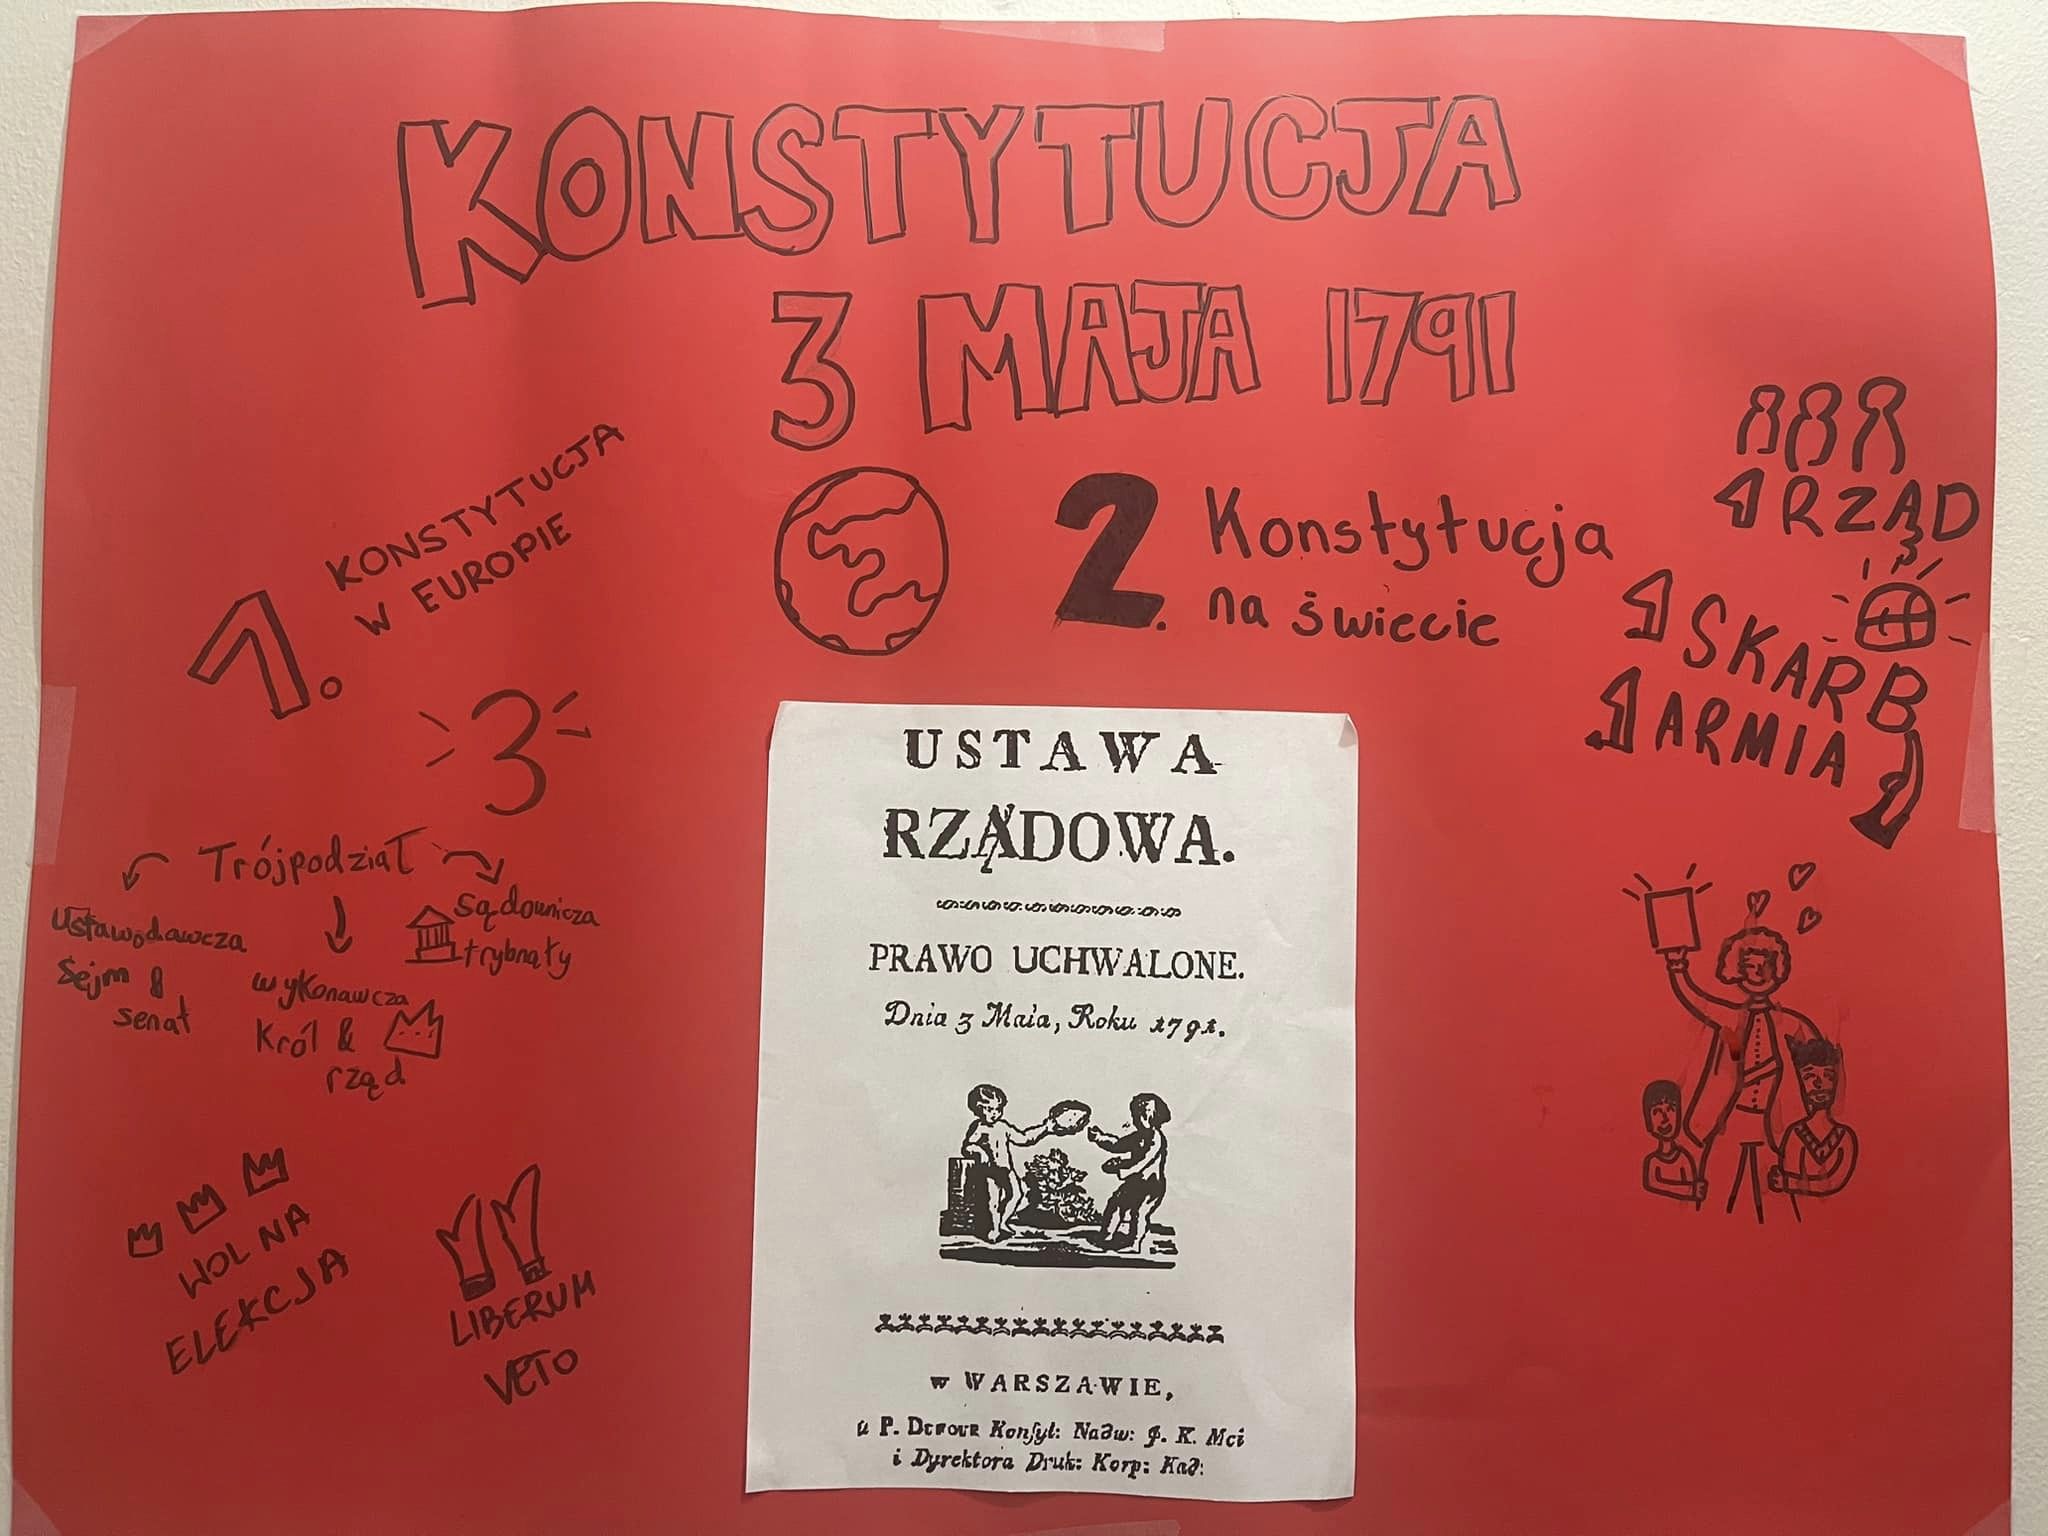 KONSTYTUCJA
3 MAJA 1791
1. KONSTYTUCJA
W EUROPIE
2. Konstytucja
na świecie
1 RZĄD
1 SKARB
1 ARMIA
3
Trójpodział
Ustawodawcza
Sejm &
senat
wykonawcza
Król &
rząd
Sądownicza
trybnały
WOLNA
ELEKCJA
LIBERUM
VETO
USTAWA
RZĄDOWA.
PRAWO UCHWALONE.
Dnia 3 Maia, Roku 1791.
w WARSZAWIE,
u P. DUFOUR Konſyl: Nadw: J. K. Mci
i Dyrektora Druk: Korp: Kad: